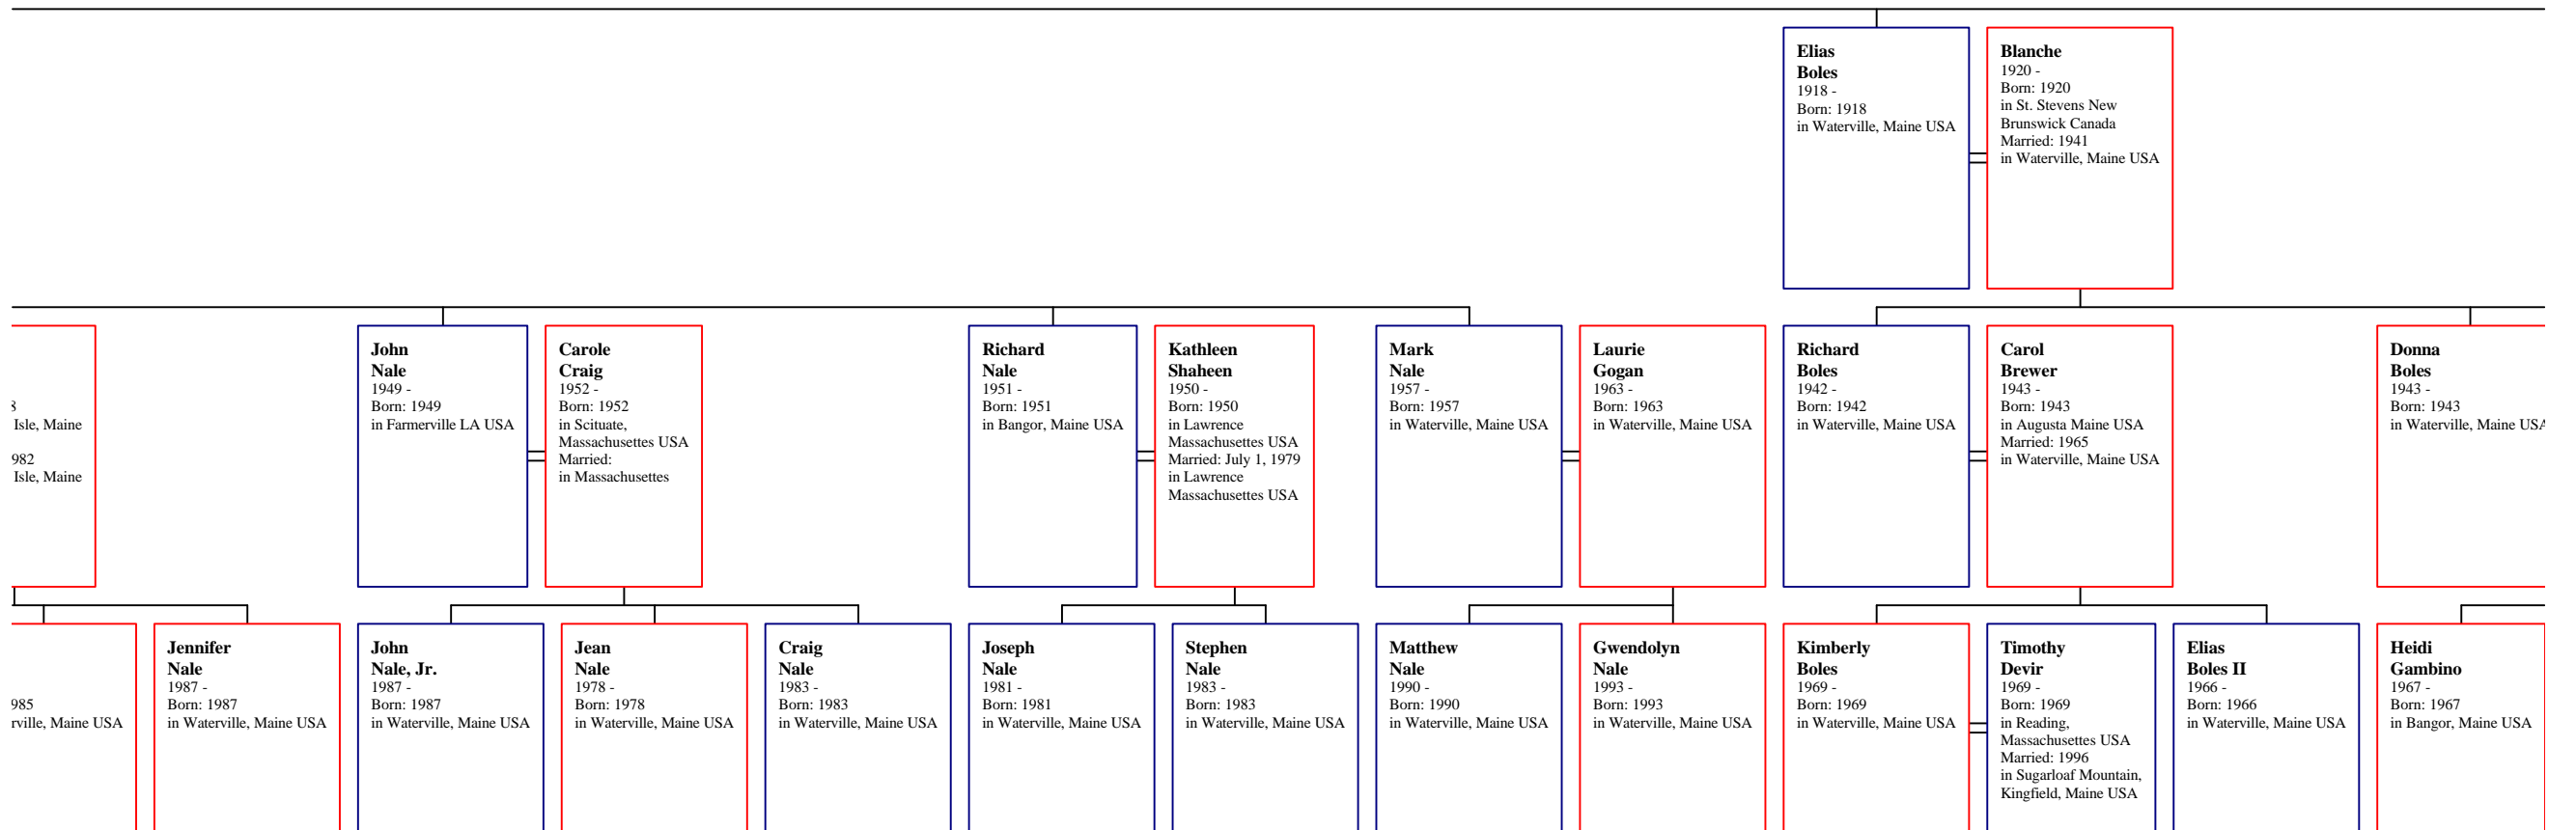 Elias
Boles
1918 -
Born: 1918
in Waterville, Maine USA
Blanche
1920 -
Born: 1920
in St. Stevens New
Brunswick Canada
Married: 1941
in Waterville, Maine USA
Isle, Maine
982
Isle, Maine
John
Nale
1949 -
Born: 1949
in Farmerville LA USA
Carole
Craig
1952 -
Born: 1952
in Scituate,
Massachusettes USA
Married:
in Massachusettes
Richard
Nale
1951 -
Born: 1951
in Bangor, Maine USA
Kathleen
Shaheen
1950 -
Born: 1950
in Lawrence
Massachusettes USA
Married: July 1, 1979
in Lawrence
Massachusettes USA
Mark
Nale
1957 -
Born: 1957
in Waterville, Maine USA
Laurie
Gogan
1963 -
Born: 1963
in Waterville, Maine USA
Richard
Boles
1942 -
Born: 1942
in Waterville, Maine USA
Carol
Brewer
1943 -
Born: 1943
in Augusta Maine USA
Married: 1965
in Waterville, Maine USA
Donna
Boles
1943 -
Born: 1943
in Waterville, Maine USA
985
rville, Maine USA
Jennifer
Nale
1987 -
Born: 1987
in Waterville, Maine USA
John
Nale, Jr.
1987 -
Born: 1987
in Waterville, Maine USA
Jean
Nale
1978 -
Born: 1978
in Waterville, Maine USA
Craig
Nale
1983 -
Born: 1983
in Waterville, Maine USA
Joseph
Nale
1981 -
Born: 1981
in Waterville, Maine USA
Stephen
Nale
1983 -
Born: 1983
in Waterville, Maine USA
Matthew
Nale
1990 -
Born: 1990
in Waterville, Maine USA
Gwendolyn
Nale
1993 -
Born: 1993
in Waterville, Maine USA
Kimberly
Boles
1969 -
Born: 1969
in Waterville, Maine USA
Timothy
Devir
1969 -
Born: 1969
in Reading,
Massachusettes USA
Married: 1996
in Sugarloaf Mountain,
Kingfield, Maine USA
Elias
Boles II
1966 -
Born: 1966
in Waterville, Maine USA
Heidi
Gambino
1967 -
Born: 1967
in Bangor, Maine USA